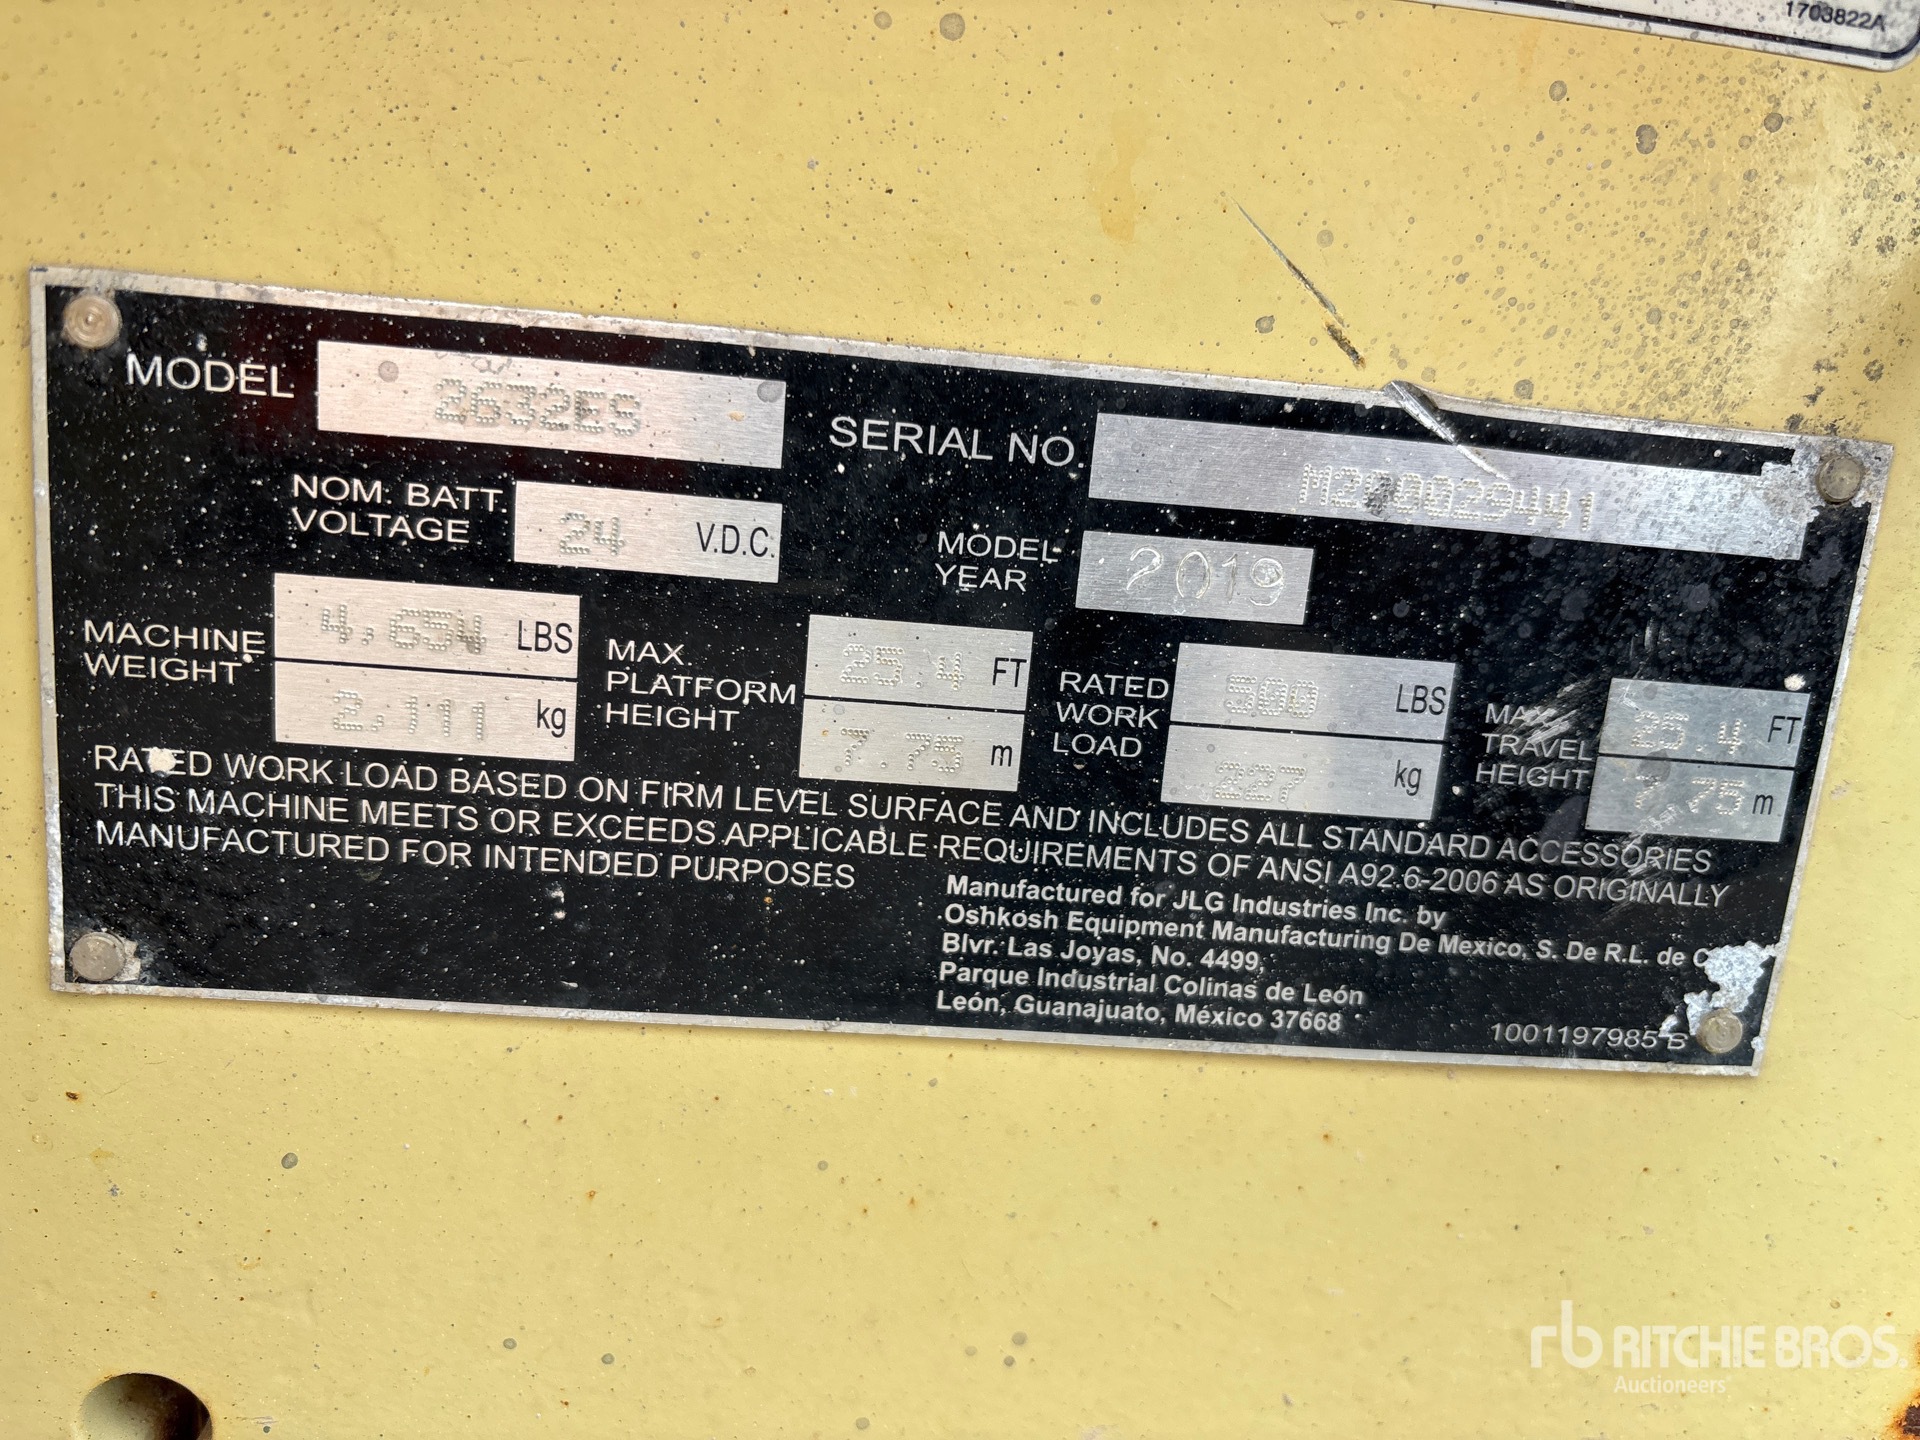 1703822A
MODEL 2632ES
SERIAL NO. M200029441
NOM. BATT. VOLTAGE 24 V.D.C.
MODEL YEAR 2019
MACHINE WEIGHT 4,654 LBS
2,111 kg
MAX. PLATFORM HEIGHT 25.4 FT
7.75 m
RATED WORK LOAD 500 LBS
227 kg
MAX. TRAVEL HEIGHT 25.4 FT
7.75 m
RATED WORK LOAD BASED ON FIRM LEVEL SURFACE AND INCLUDES ALL STANDARD ACCESSORIES
THIS MACHINE MEETS OR EXCEEDS APPLICABLE REQUIREMENTS OF ANSI A92.6-2006 AS ORIGINALLY
MANUFACTURED FOR INTENDED PURPOSES
Manufactured for JLG Industries Inc. by
Oshkosh Equipment Manufacturing De Mexico, S. De R.L. de
Blvr. Las Joyas, No. 4499,
Parque Industrial Colinas de León
León, Guanajuato, México 37668
1001197985 B
rb RITCHIE BROS.
Auctioneers